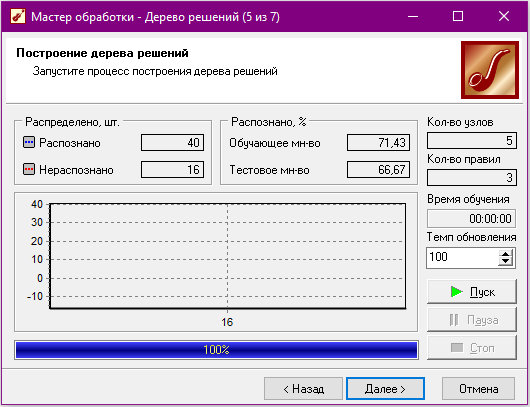 Мастер обработки - Дерево решений (5 из 7)
Построение дерева решений
Запустите процесс построения дерева решений
Распределено, шт.
Распознано 40
Нераспознано 16
Распознано, %
Обучающее мн-во 71,43
Тестовое мн-во 66,67
Кол-во узлов
5
Кол-во правил
3
Время обучения
00:00:00
Темп обновления
100
40
30
20
10
0
-10
16
Пуск
Пауза
Стоп
100%
< Назад
Далее >
Отмена